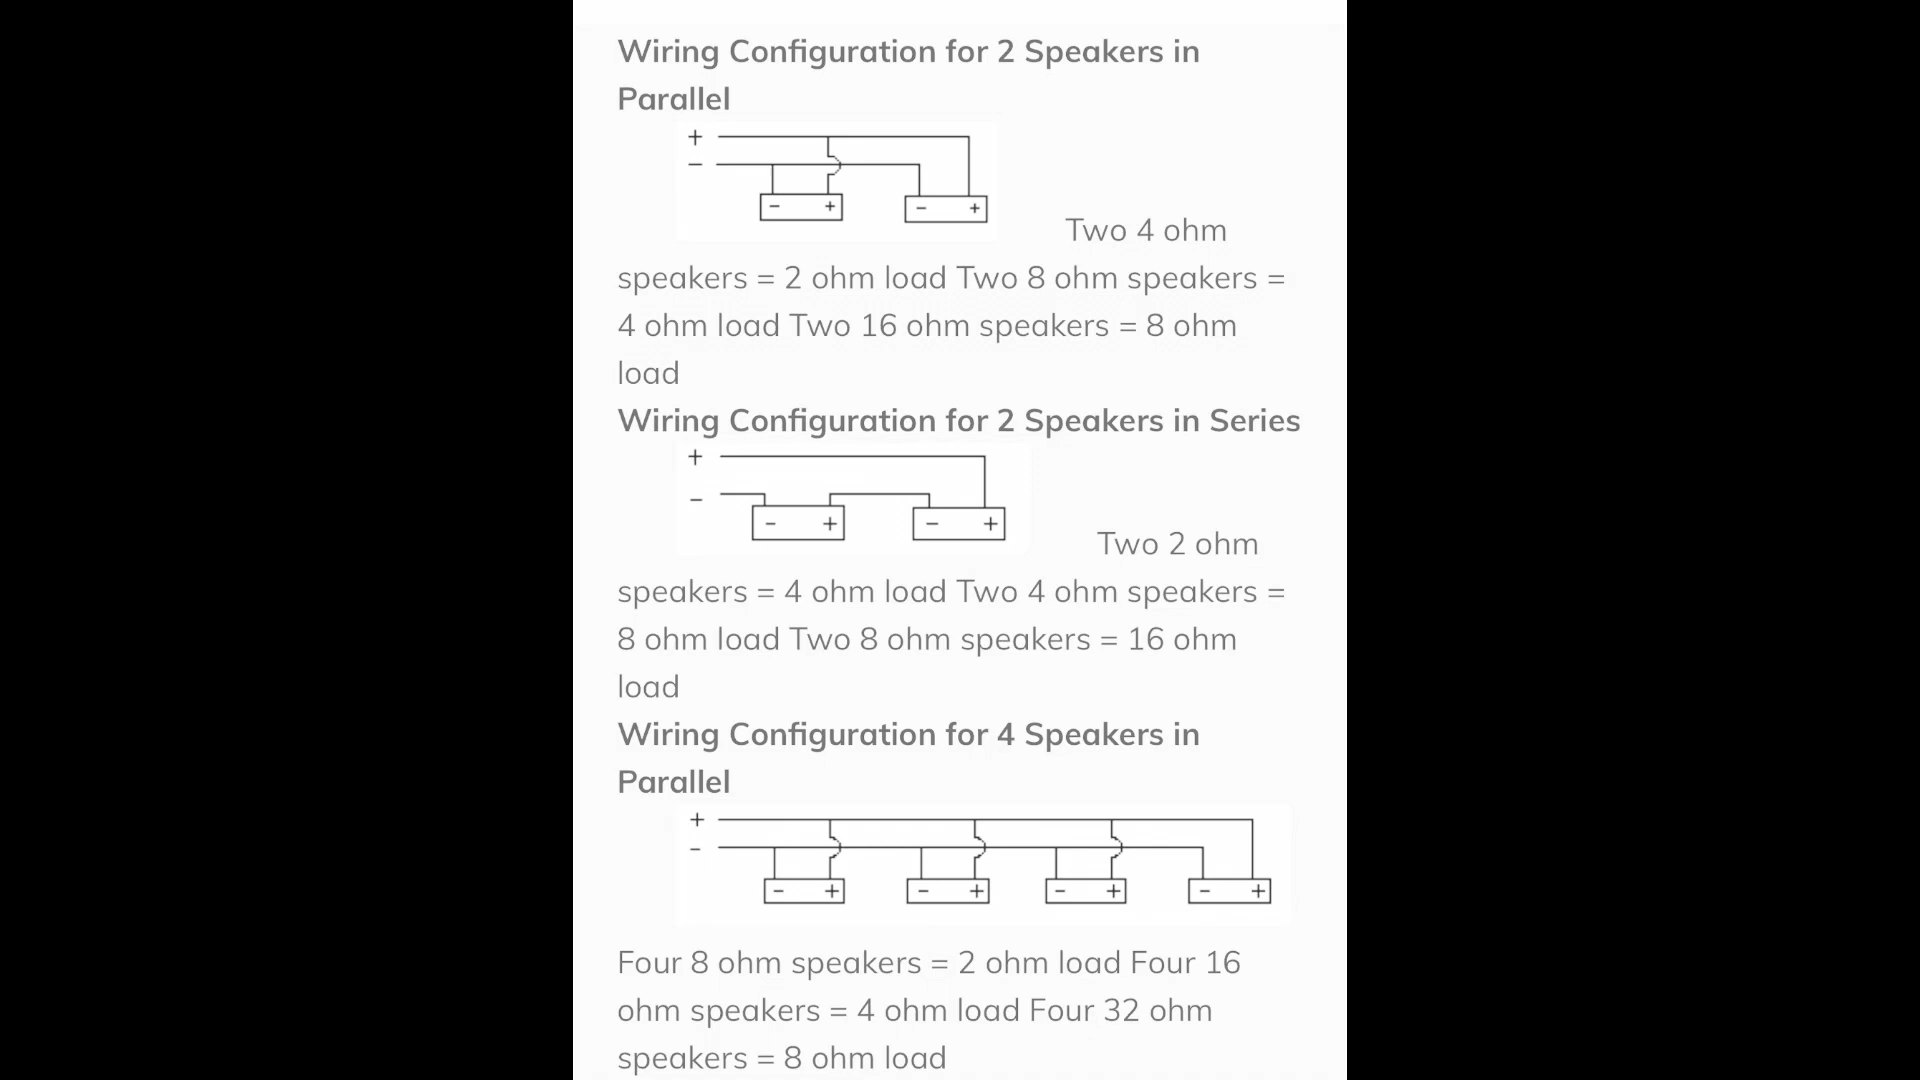 Wiring Configuration for 2 Speakers in
Parallel
+
−
− +
− +
Two 4 ohm
speakers = 2 ohm load Two 8 ohm speakers =
4 ohm load Two 16 ohm speakers = 8 ohm
load
Wiring Configuration for 2 Speakers in Series
+
−
− +
− +
Two 2 ohm
speakers = 4 ohm load Two 4 ohm speakers =
8 ohm load Two 8 ohm speakers = 16 ohm
load
Wiring Configuration for 4 Speakers in
Parallel
+
−
− +
− +
− +
− +
Four 8 ohm speakers = 2 ohm load Four 16
ohm speakers = 4 ohm load Four 32 ohm
speakers = 8 ohm load